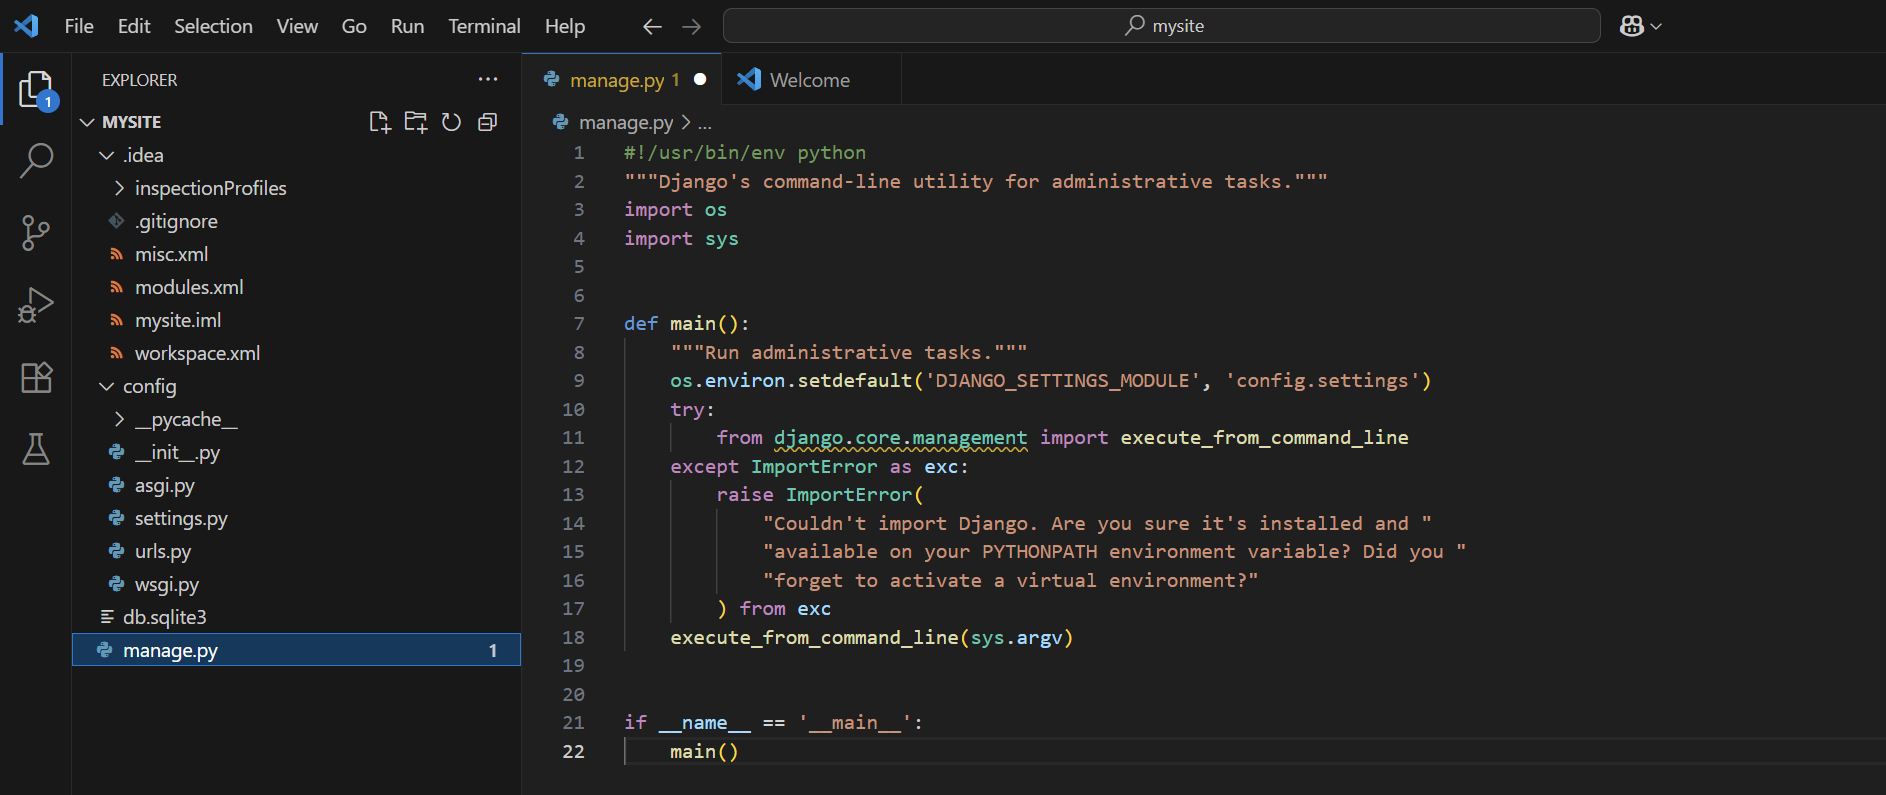 File Edit Selection View Go Run Terminal Help mysite
EXPLORER
manage.py 1 Welcome
1
MYSITE
manage.py > ...
.idea
inspectionProfiles
.gitignore
misc.xml
modules.xml
mysite.iml
workspace.xml
config
__pycache__
__init__.py
asgi.py
settings.py
urls.py
wsgi.py
db.sqlite3
manage.py 1
1 #!/usr/bin/env python
2 """Django's command-line utility for administrative tasks."""
3 import os
4 import sys
5
6
7 def main():
8     """Run administrative tasks."""
9     os.environ.setdefault('DJANGO_SETTINGS_MODULE', 'config.settings')
10     try:
11         from django.core.management import execute_from_command_line
12     except ImportError as exc:
13         raise ImportError(
14             "Couldn't import Django. Are you sure it's installed and "
15             "available on your PYTHONPATH environment variable? Did you "
16             "forget to activate a virtual environment?"
17         ) from exc
18     execute_from_command_line(sys.argv)
19
20
21 if __name__ == '__main__':
22     main()